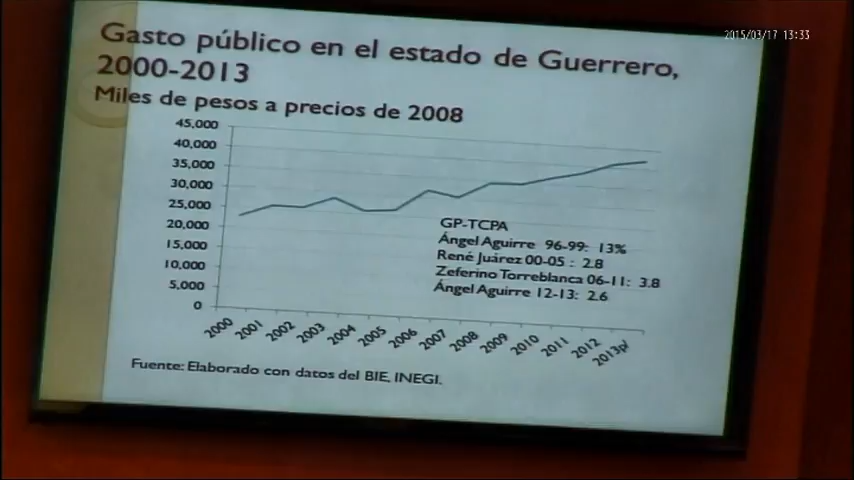 2015/03/17 13:33
Gasto público en el estado de Guerrero,
2000-2013
Miles de pesos a precios de 2008
45,000
40,000
35,000
30,000
25,000
20,000
15,000
10,000
5,000
0
GP-TCPA
Ángel Aguirre 96-99: 13%
René Juárez 00-05 : 2.8
Zeferino Torreblanca 06-11: 3.8
Ángel Aguirre 12-13: 2.6
2000 2001 2002 2003 2004 2005 2006 2007 2008 2009 2010 2011 2012 2013p/
Fuente: Elaborado con datos del BIE, INEGI.